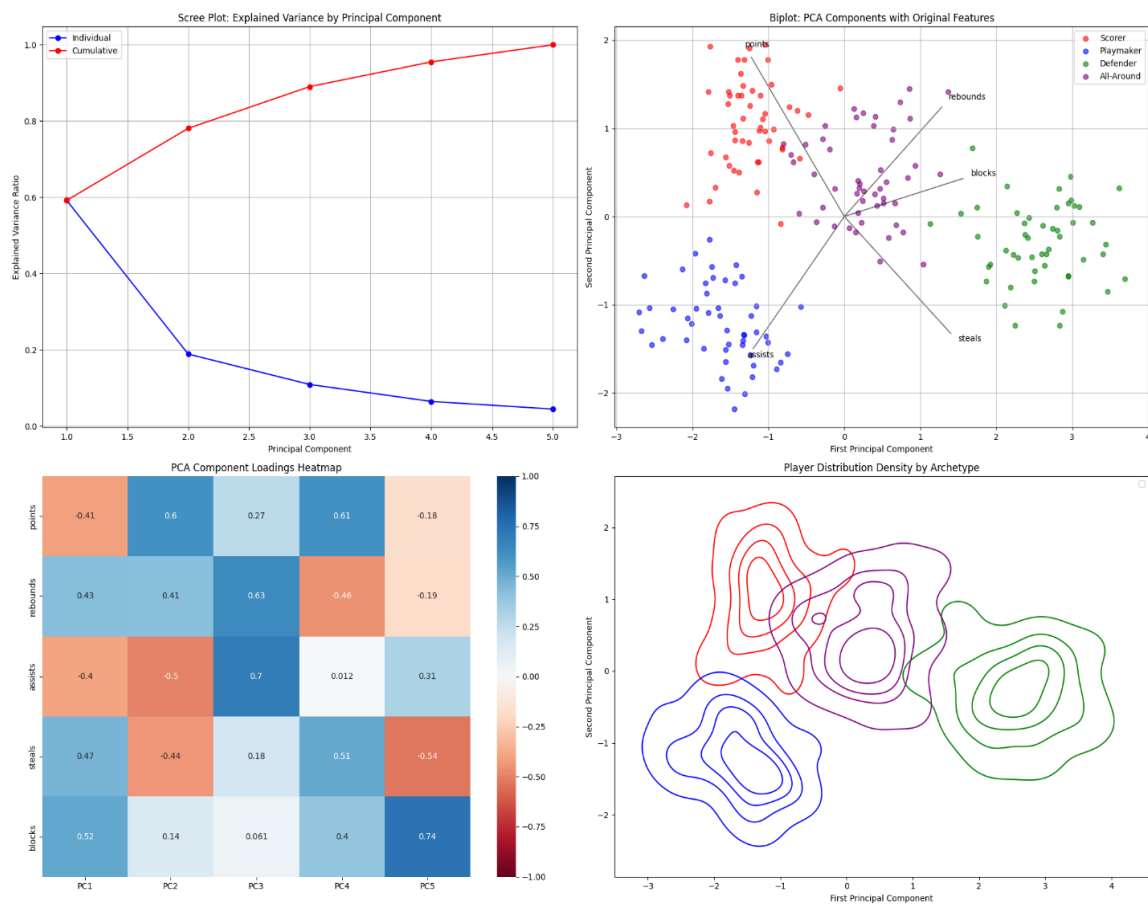 Scree Plot: Explained Variance by Principal Component
Individual
Cumulative
Explained Variance Ratio
1.0
0.8
0.6
0.4
0.2
0.0
1.0 1.5 2.0 2.5 3.0 3.5 4.0 4.5 5.0
Principal Component
Biplot: PCA Components with Original Features
Scorer
Playmaker
Defender
All-Around
points
rebounds
blocks
steals
assists
Second Principal Component
2
1
0
−1
−2
−3 −2 −1 0 1 2 3 4
First Principal Component
PCA Component Loadings Heatmap
points
-0.41 0.6 0.27 0.61 -0.18
rebounds
0.43 0.41 0.63 -0.46 -0.19
assists
-0.4 -0.5 0.7 0.012 0.31
steals
0.47 -0.44 0.18 0.51 -0.54
blocks
0.52 0.14 0.061 0.4 0.74
PC1 PC2 PC3 PC4 PC5
1.00
0.75
0.50
0.25
0.00
−0.25
−0.50
−0.75
−1.00
Player Distribution Density by Archetype
Second Principal Component
2
1
0
−1
−2
−3 −2 −1 0 1 2 3 4
First Principal Component